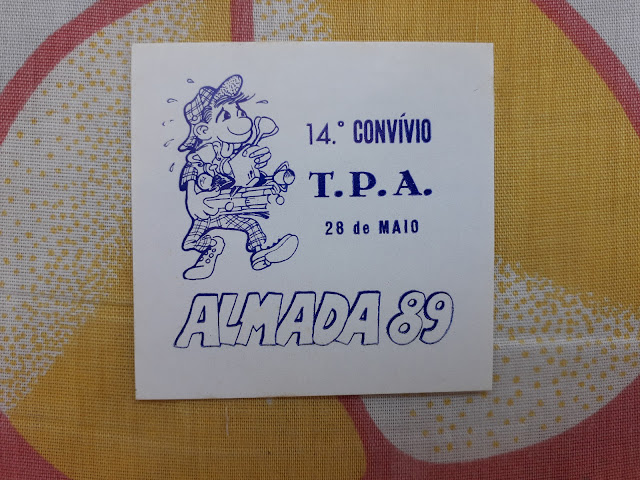 14.º CONVÍVIO
T.P.A.
28 de MAIO
ALMADA 89